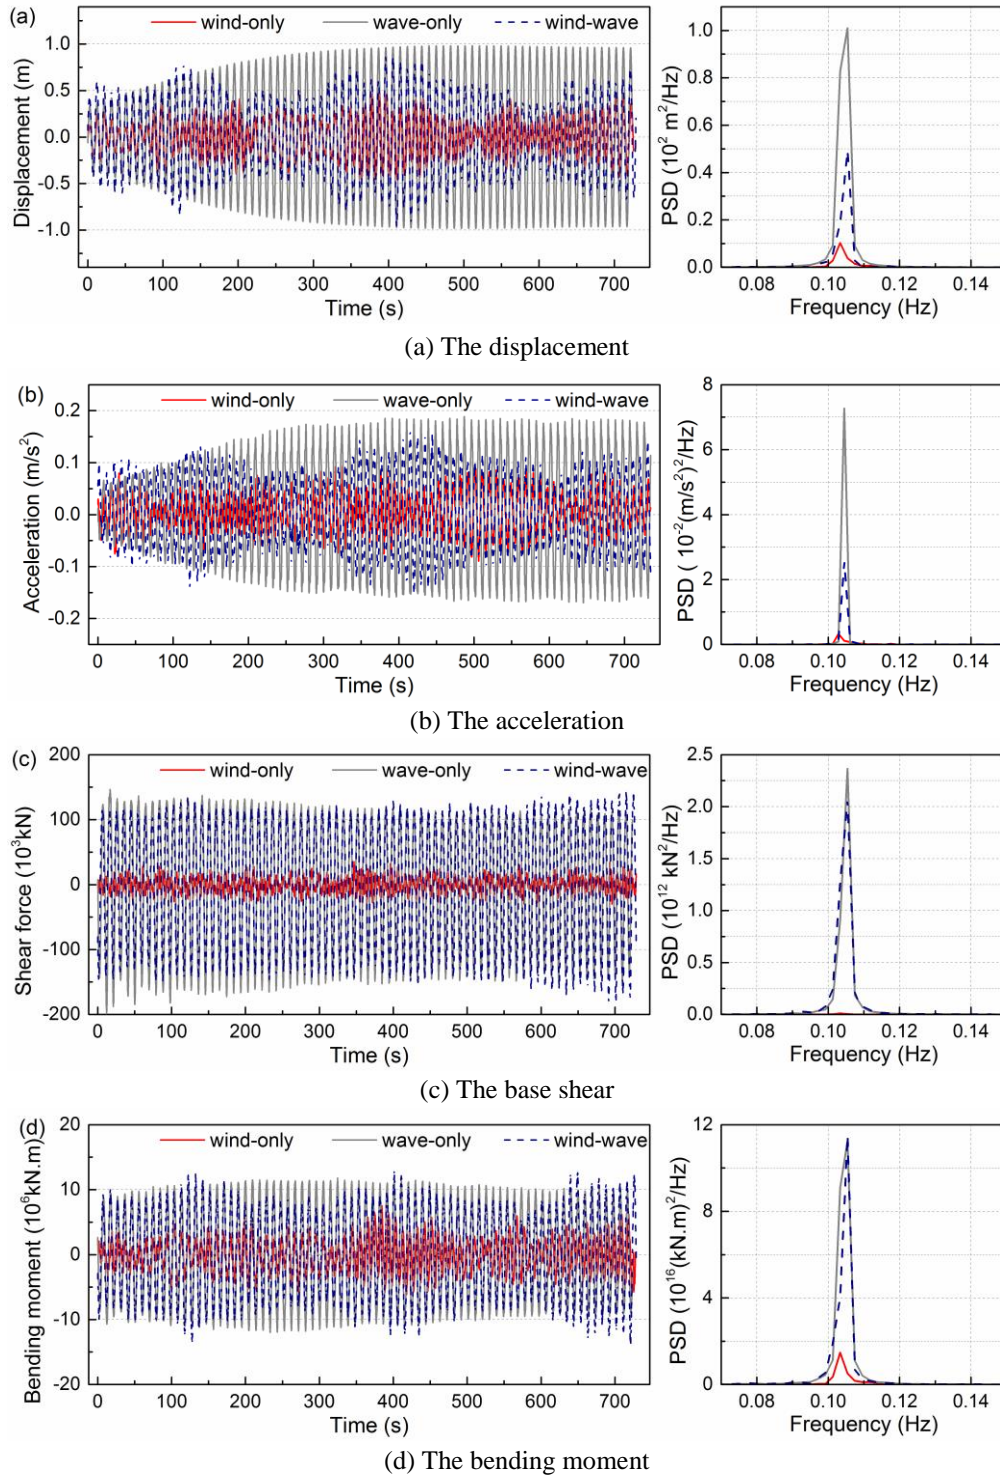 (a) wind-only wave-only wind-wave
1.0
0.5
0.0
-0.5
-1.0
Displacement (m)
0 100 200 300 400 500 600 700
Time (s)
1.0
0.8
0.6
0.4
0.2
0.0
PSD (10² m²/Hz)
0.08 0.10 0.12 0.14
Frequency (Hz)
(a) The displacement
(b) wind-only wave-only wind-wave
0.2
0.1
0.0
-0.1
-0.2
Acceleration (m/s²)
0 100 200 300 400 500 600 700
Time (s)
8
6
4
2
0
PSD ( 10⁻²(m/s²)²/Hz)
0.08 0.10 0.12 0.14
Frequency (Hz)
(b) The acceleration
(c) wind-only wave-only wind-wave
200
100
0
-100
-200
Shear force (10³kN)
0 100 200 300 400 500 600 700
Time (s)
2.5
2.0
1.5
1.0
0.5
0.0
PSD (10¹² kN²/Hz)
0.08 0.10 0.12 0.14
Frequency (Hz)
(c) The base shear
(d) wind-only wave-only wind-wave
20
10
0
-10
-20
Bending moment (10⁶kN.m)
0 100 200 300 400 500 600 700
Time (s)
12
8
4
0
PSD (10¹⁶(kN.m)²/Hz)
0.08 0.10 0.12 0.14
Frequency (Hz)
(d) The bending moment